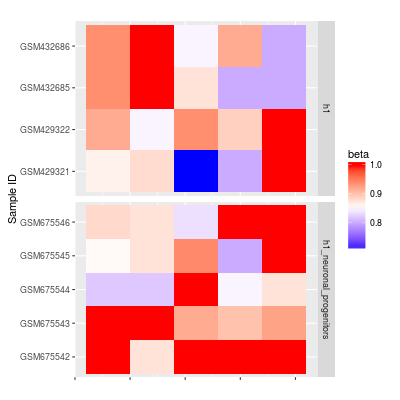 GSM432686
GSM432685
GSM429322
GSM429321
h1
GSM675546
GSM675545
GSM675544
GSM675543
GSM675542
h1_neuronal_progenitors
Sample ID
beta
1.0
0.9
0.8